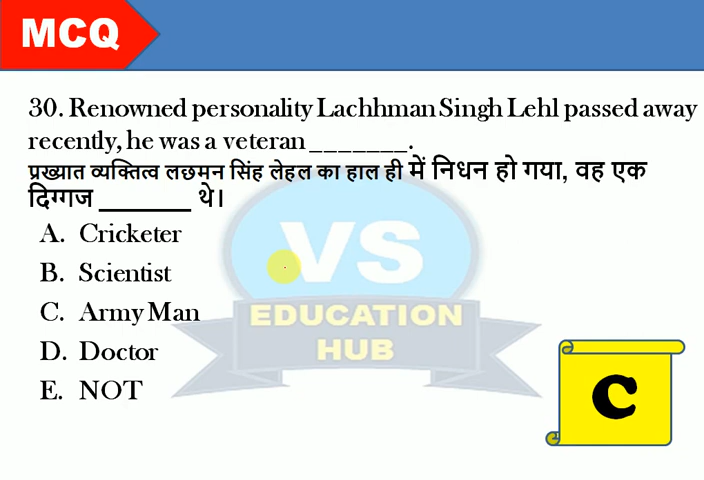 MCQ
30. Renowned personality Lachhman Singh Lehl passed away
recently, he was a veteran _______.
प्रख्यात व्यक्तित्व लछमन सिंह लेहल का हाल ही में निधन हो गया, वह एक
दिग्गज _______ थे।
A. Cricketer
B. Scientist
C. Army Man
D. Doctor
E. NOT
VS
EDUCATION
HUB
C